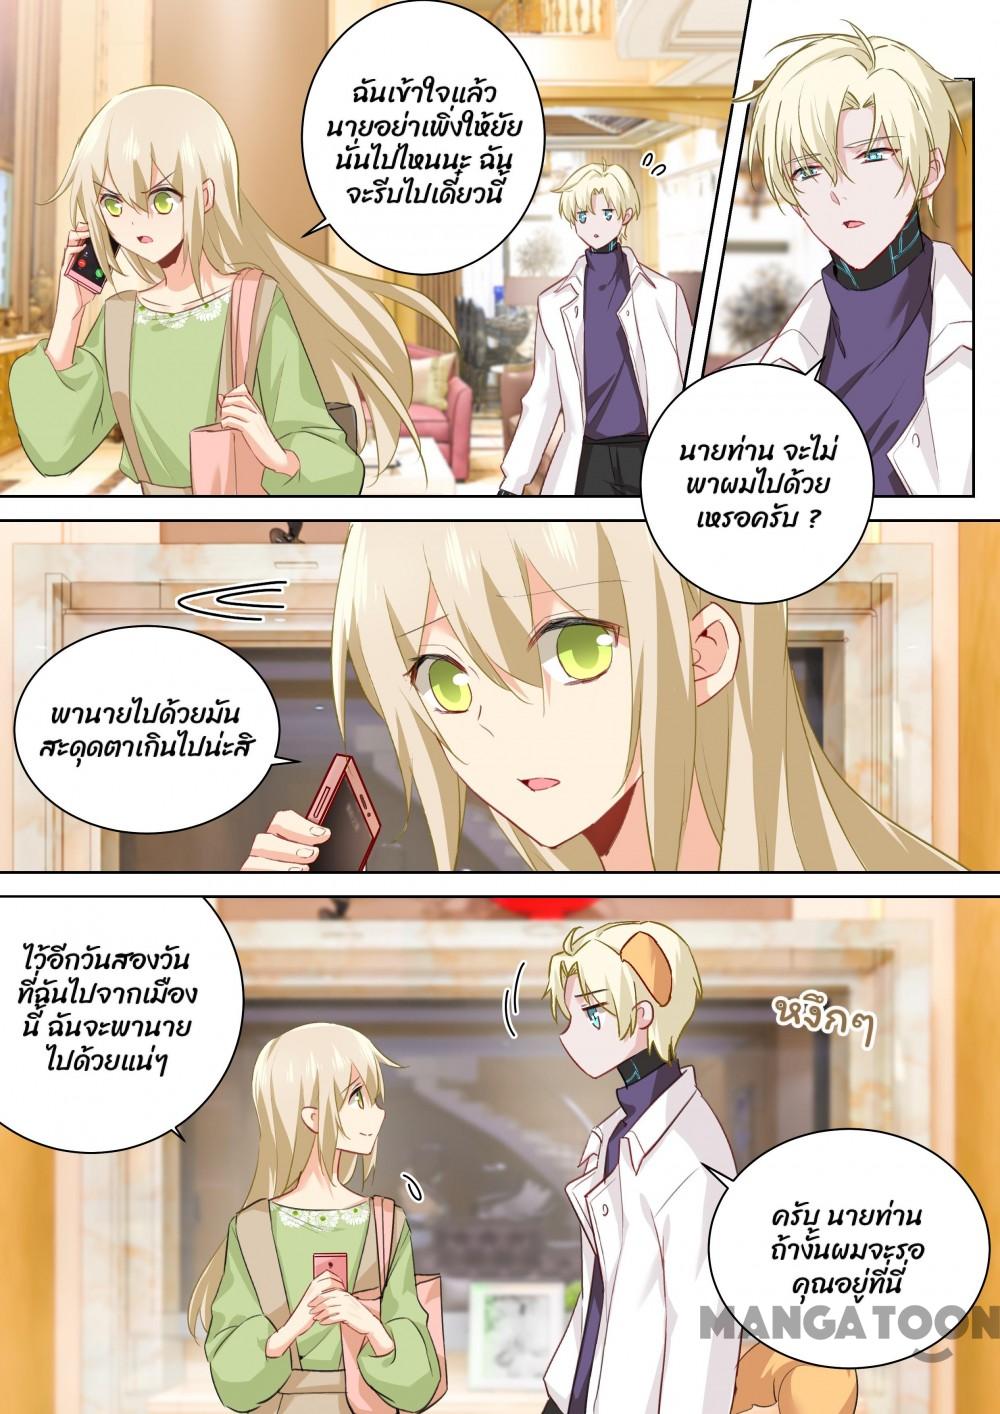 ฉันเข้าใจแล้ว
นายอย่าเพิ่งให้ยัย
นั่นไปไหนนะ ฉัน
จะรีบไปเดี๋ยวนี้
นายท่าน จะไม่
พาผมไปด้วย
เหรอครับ ?
พานายไปด้วยมัน
สะดุดตาเกินไปน่ะสิ
ไว้อีกวันสองวัน
ที่ฉันไปจากเมือง
นี้ ฉันจะพานาย
ไปด้วยแน่ๆ
หงึกๆ
ครับ นายท่าน
ถ้างั้นผมจะรอ
คุณอยู่ที่นี่
MANGATOON